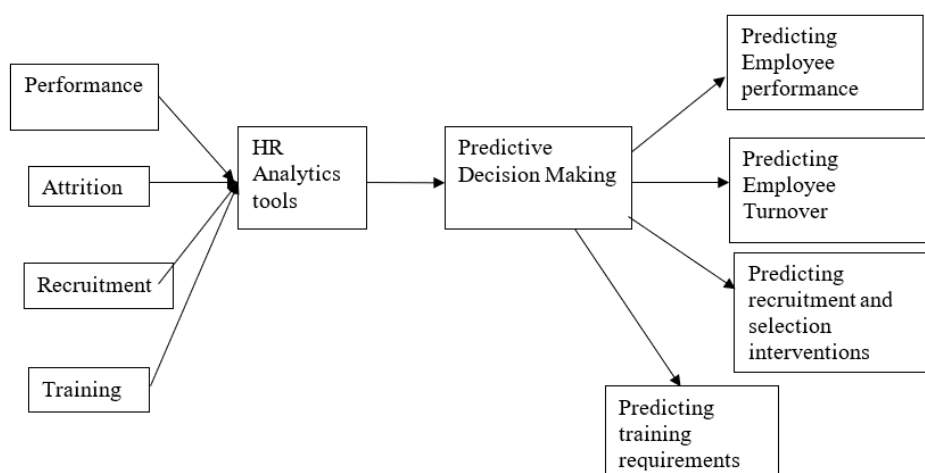 Performance
Attrition
Recruitment
Training
HR
Analytics
tools
Predictive
Decision Making
Predicting
Employee
performance
Predicting
Employee
Turnover
Predicting
recruitment and
selection
interventions
Predicting
training
requirements